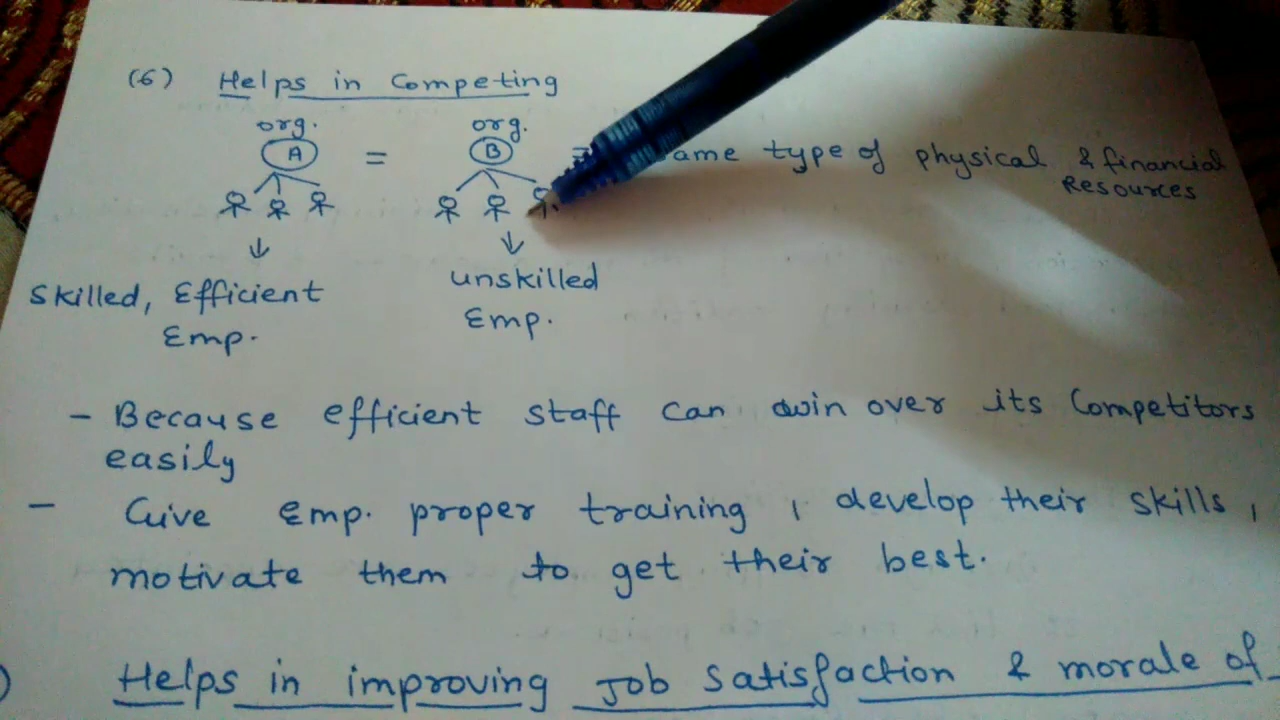 (6) Helps in Competing
org. org.
A = B = Same type of physical & financial
Resources
Skilled, Efficient unskilled
Emp. Emp.
- Because efficient staff can win over its Competitors
easily
- Give Emp. proper training, develop their skills,
motivate them to get their best.
) Helps in improving Job Satisfaction & morale of